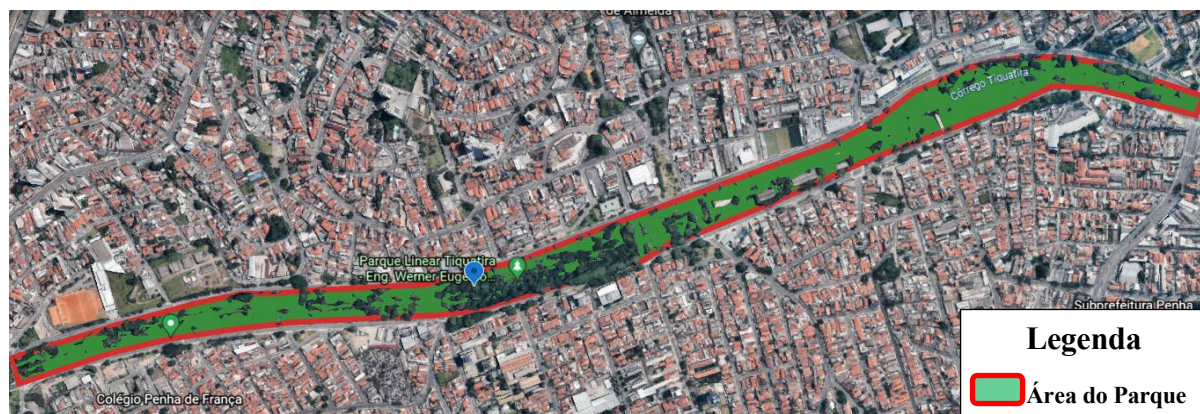 de Almeida
Córrego Tiquatira
Parque Linear Tiquatira
- Eng. Werner Eugênio...
Subprefeitura Penha
Legenda
Área do Parque
Colégio Penha de França